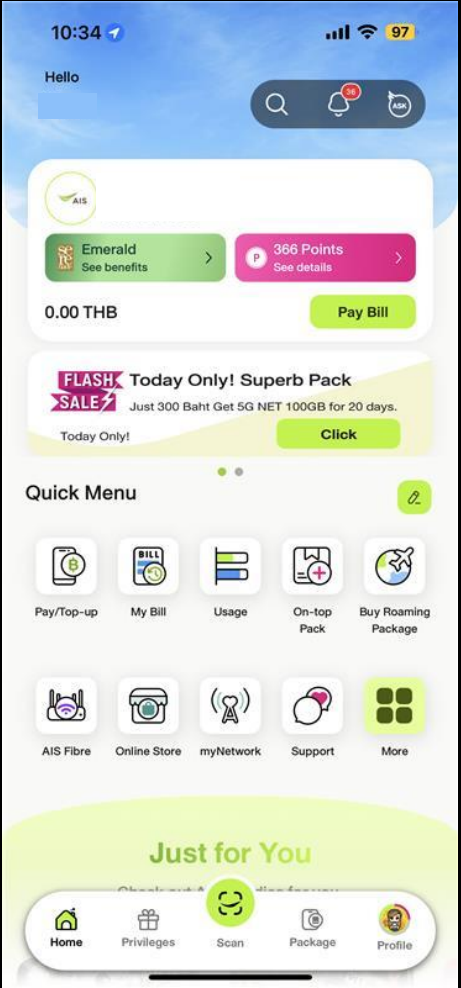 10:34
97
Hello
36
ASK
AIS
Emerald
See benefits
P
366 Points
See details
0.00 THB
Pay Bill
FLASH
SALE
Today Only! Superb Pack
Just 300 Baht Get 5G NET 100GB for 20 days.
Today Only!
Click
Quick Menu
BILL
Pay/Top-up
My Bill
Usage
On-top
Pack
Buy Roaming
Package
AIS Fibre
Online Store
myNetwork
Support
More
Just for You
Home
Privileges
Scan
Package
Profile